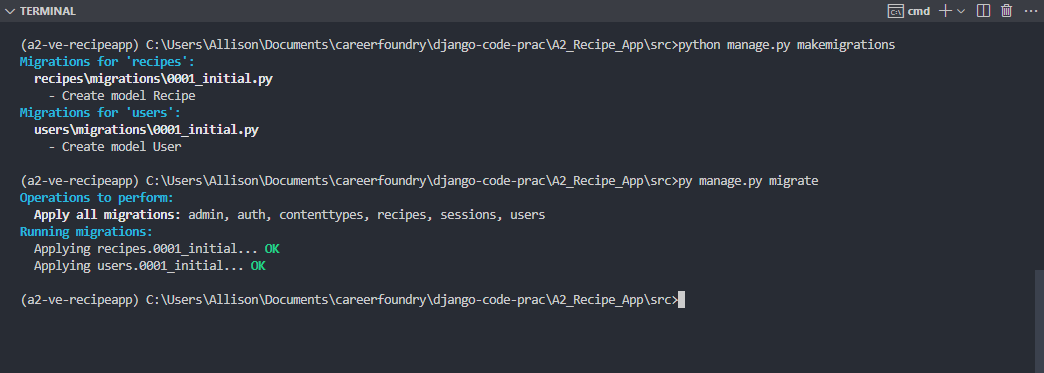 TERMINAL
cmd
(a2-ve-recipeapp) C:\Users\Allison\Documents\careerfoundry\django-code-prac\A2_Recipe_App\src>python manage.py makemigrations
Migrations for 'recipes':
recipes\migrations\0001_initial.py
- Create model Recipe
Migrations for 'users':
users\migrations\0001_initial.py
- Create model User
(a2-ve-recipeapp) C:\Users\Allison\Documents\careerfoundry\django-code-prac\A2_Recipe_App\src>py manage.py migrate
Operations to perform:
Apply all migrations: admin, auth, contenttypes, recipes, sessions, users
Running migrations:
Applying recipes.0001_initial... OK
Applying users.0001_initial... OK
(a2-ve-recipeapp) C:\Users\Allison\Documents\careerfoundry\django-code-prac\A2_Recipe_App\src>